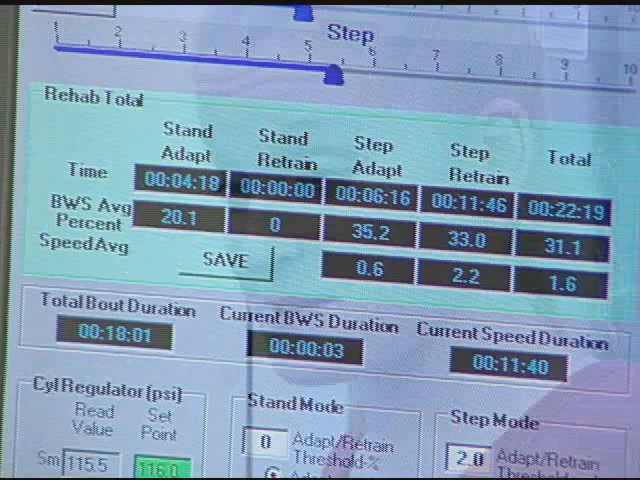 Step
1 2 3 4 5 6 7 8 9 10
Rehab Total
Stand Adapt Stand Retrain Step Adapt Step Retrain Total
Time 00:04:18 00:00:00 00:06:16 00:11:46 00:22:19
BWS Avg Percent 20.1 0 35.2 33.0 31.1
Speed Avg SAVE 0.6 2.2 1.6
Total Bout Duration Current BWS Duration Current Speed Duration
00:18:01 00:00:03 00:11:40
Cyl Regulator (psi)
Read Value Set Point
Sm 115.5 116.0
Stand Mode
0 Adapt/Retrain
Threshold-%
Step Mode
2.0 Adapt/Retrain